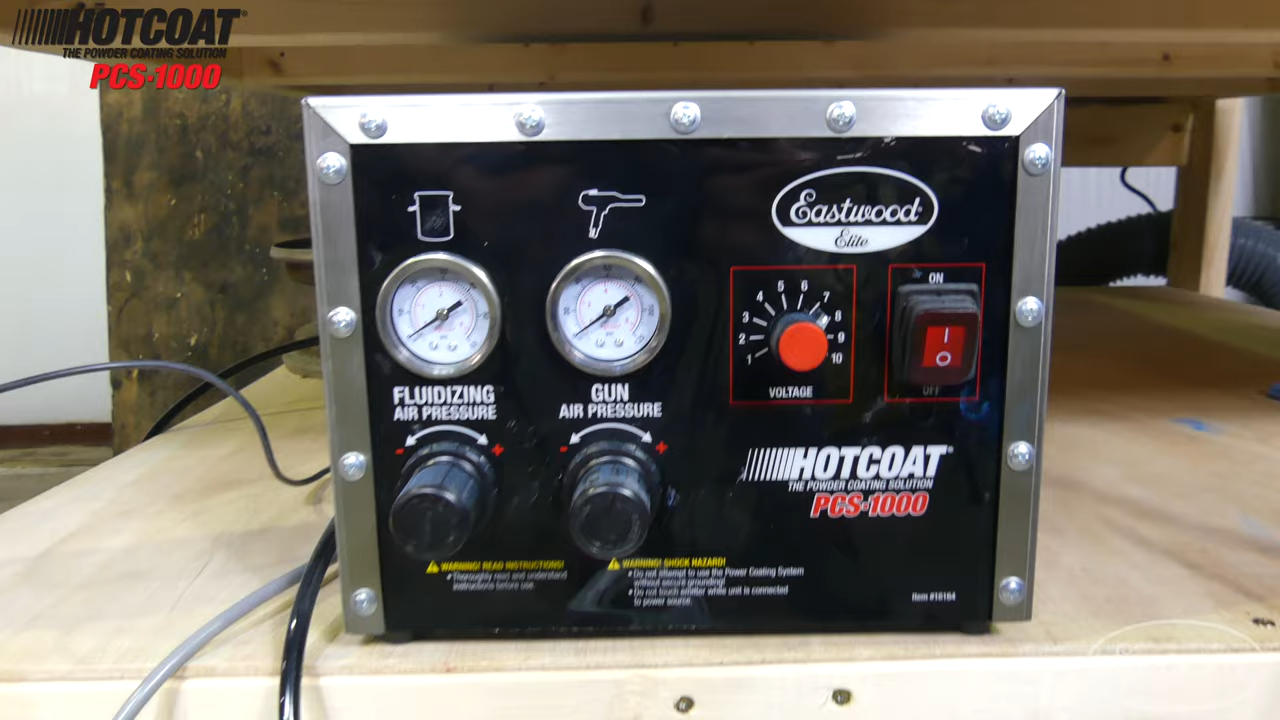 HOTCOAT®
THE POWDER COATING SOLUTION
PCS-1000
Eastwood
Elite
ON
1 2 3 4 5 6 7 8 9 10
VOLTAGE
OFF
FLUIDIZING
AIR PRESSURE
- +
GUN
AIR PRESSURE
- +
HOTCOAT®
THE POWDER COATING SOLUTION
PCS-1000
WARNING! READ INSTRUCTIONS!
• Thoroughly read and understand
instructions before use.
WARNING! SHOCK HAZARD!
• Do not attempt to use the Power Coating System
without secure grounding!
• Do not touch emitter while unit is connected
to power source.
Item #18184